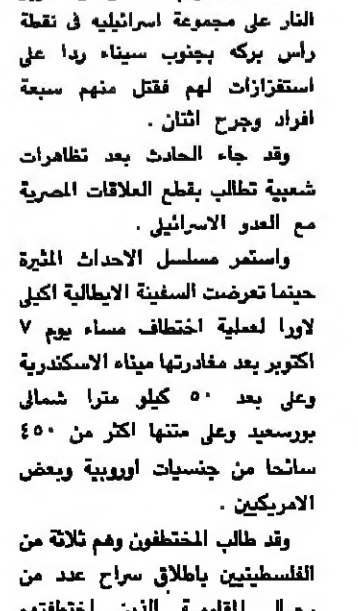 النار على مجموعة اسرائيليه فى نقطة
رأس بركه بجنوب سيناء ردا على
استفزازات لهم فقتل منهم سبعة
افراد وجرح اثنان .
وقد جاء الحادث بعد تظاهرات
شعبية تطالب بقطع العلاقات المصرية
مع العدو الاسرائيلى .
واستمر مسلسل الاحداث المثيرة
حينما تعرضت السفينة الايطالية اكيلى
لاورا لعملية اختطاف مساء يوم ٧
اكتوبر بعد مغادرتها ميناء الاسكندرية
وعلى بعد ٥٠ كيلو مترا شمالى
بورسعيد وعلى متنها اكثر من ٤٥٠
سائحا من جنسيات اوروبية وبعض
الامريكيين .
وقد طالب المختطفون وهم ثلاثة من
الفلسطينيين باطلاق سراح عدد من
الذين اختطفتهم